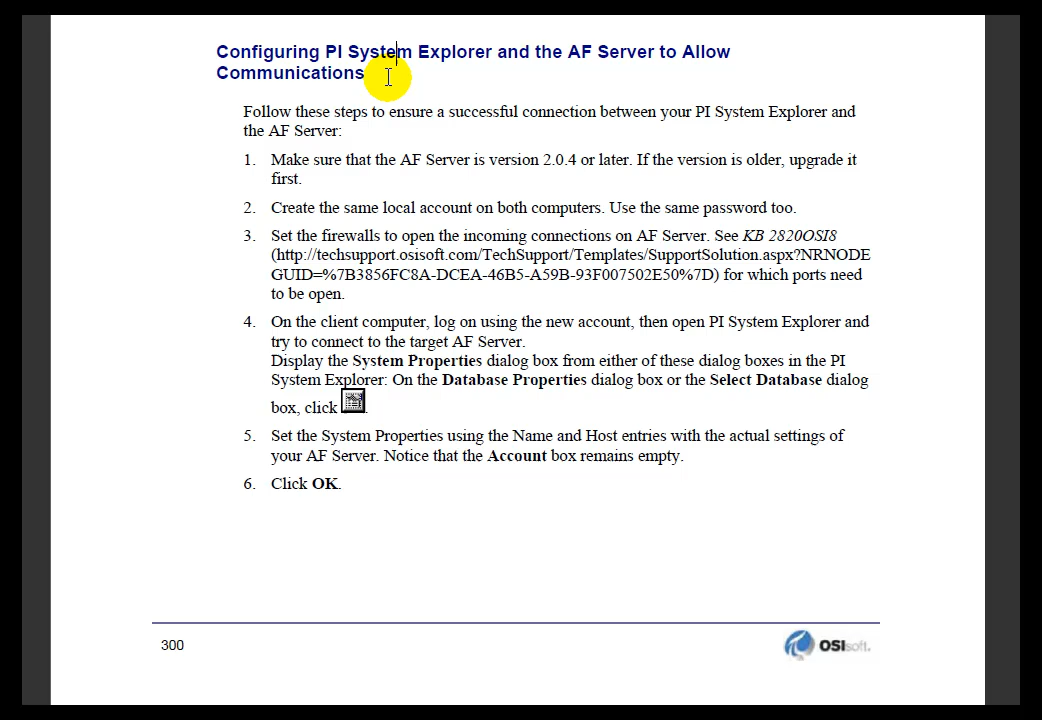 Configuring PI System Explorer and the AF Server to Allow
Communications
Follow these steps to ensure a successful connection between your PI System Explorer and
the AF Server:
1. Make sure that the AF Server is version 2.0.4 or later. If the version is older, upgrade it
first.
2. Create the same local account on both computers. Use the same password too.
3. Set the firewalls to open the incoming connections on AF Server. See KB 2820OSI8
(http://techsupport.osisoft.com/TechSupport/Templates/SupportSolution.aspx?NRNODE
GUID=%7B3856FC8A-DCEA-46B5-A59B-93F007502E50%7D) for which ports need
to be open.
4. On the client computer, log on using the new account, then open PI System Explorer and
try to connect to the target AF Server.
Display the System Properties dialog box from either of these dialog boxes in the PI
System Explorer: On the Database Properties dialog box or the Select Database dialog
box, click .
5. Set the System Properties using the Name and Host entries with the actual settings of
your AF Server. Notice that the Account box remains empty.
6. Click OK.
300
OSIsoft.